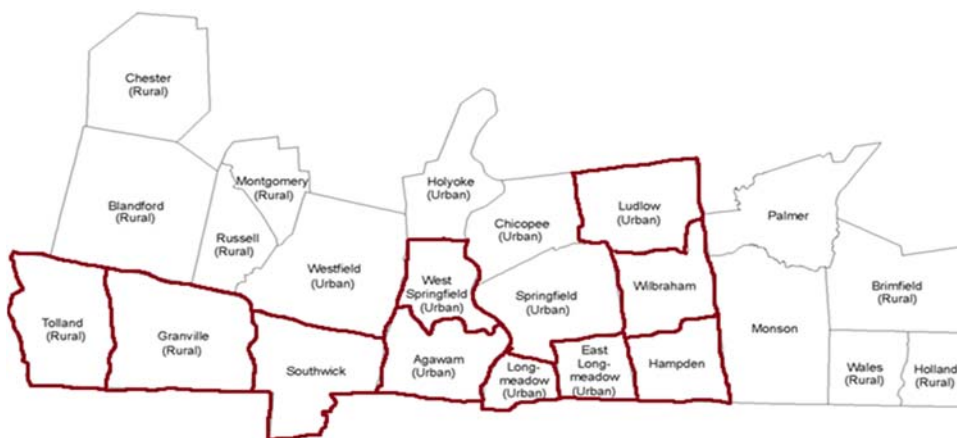 Chester
(Rural)
Montgomery
(Rural)
Holyoke
(Urban)
Ludlow
(Urban)
Palmer
Blandford
(Rural)
Russell
(Rural)
Chicopee
(Urban)
Westfield
(Urban)
West
Springfield
(Urban)
Springfield
(Urban)
Wilbraham
Brimfield
(Rural)
Tolland
(Rural)
Granville
(Rural)
Southwick
Agawam
(Urban)
Long-
meadow
(Urban)
East
Long-
meadow
(Urban)
Hampden
Monson
Wales
(Rural)
Holland
(Rural)